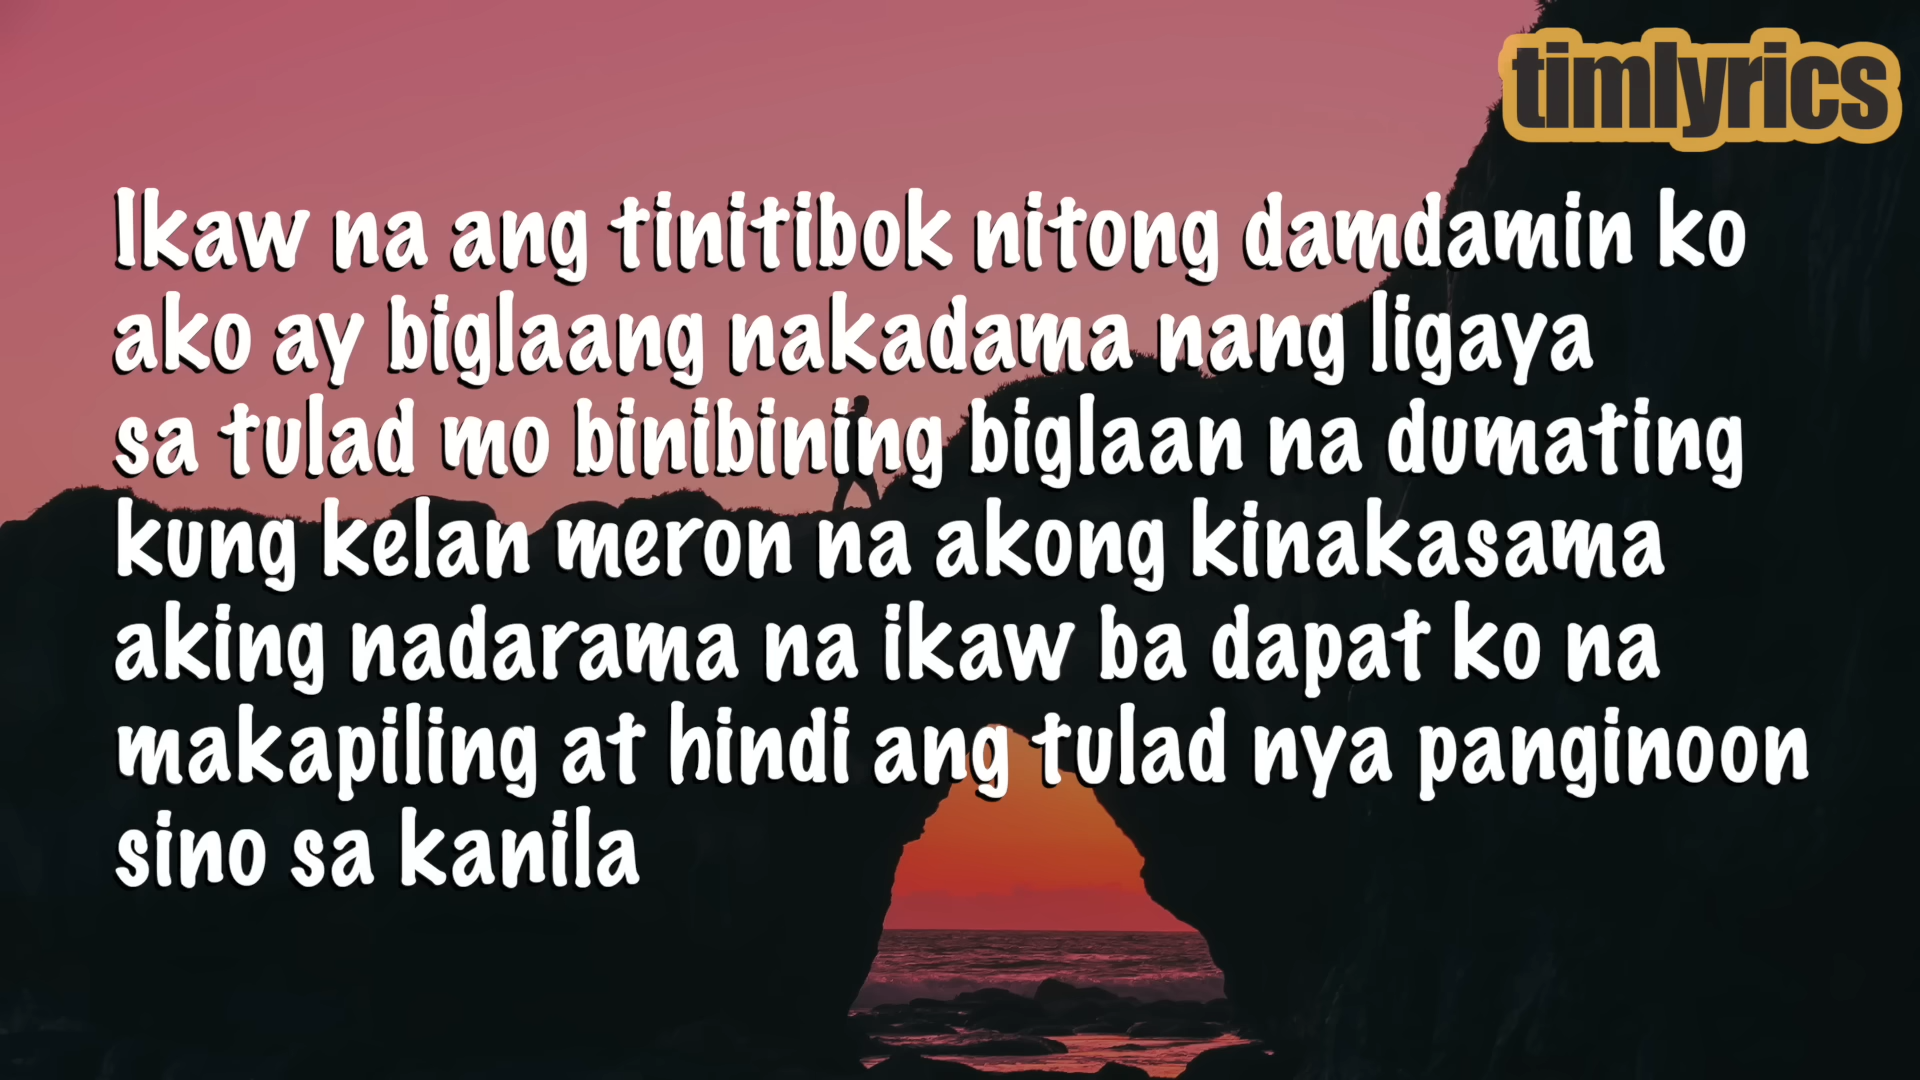 timlyrics
Ikaw na ang tinitibok nitong damdamin ko
ako ay biglaang nakadama nang ligaya
sa tulad mo binibining biglaan na dumating
kung kelan meron na akong kinakasama
aking nadarama na ikaw ba dapat ko na
makapiling at hindi ang tulad nya panginoon
sino sa kanila